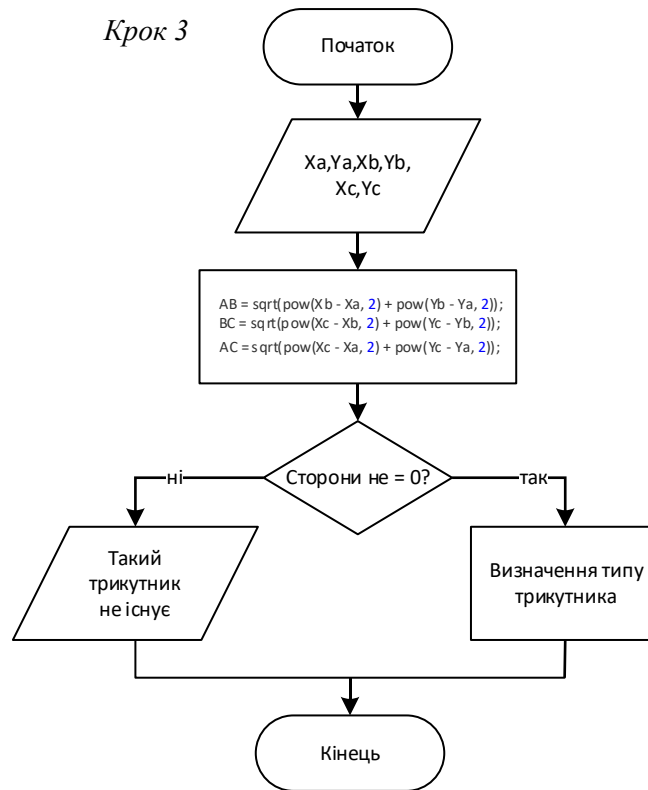 Крок 3
Початок
Xa,Ya,Xb,Yb,
Xc,Yc
AB = sqrt(pow(Xb - Xa, 2) + pow(Yb - Ya, 2));
BC = sqrt(pow(Xc - Xb, 2) + pow(Yc - Yb, 2));
AC = sqrt(pow(Xc - Xa, 2) + pow(Yc - Ya, 2));
Сторони не = 0?
ні
так
Такий
трикутник
не існує
Визначення типу
трикутника
Кінець